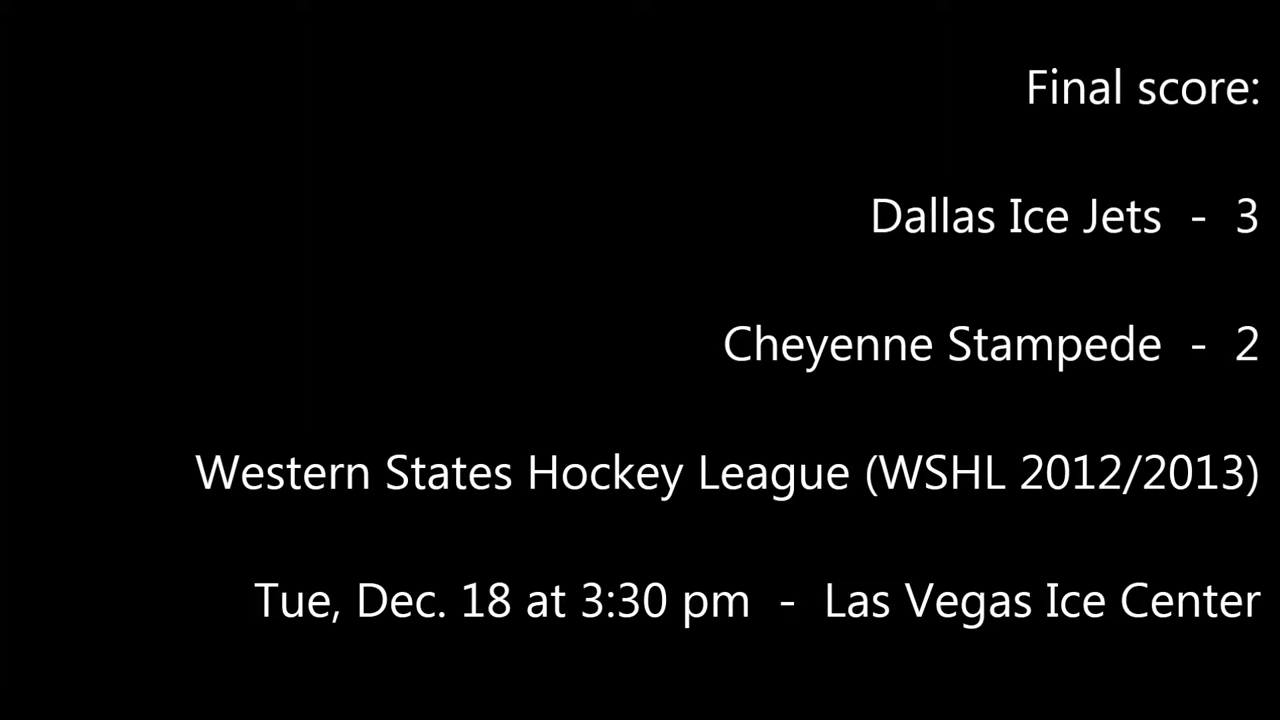 Final score:
Dallas Ice Jets - 3
Cheyenne Stampede - 2
Western States Hockey League (WSHL 2012/2013)
Tue, Dec. 18 at 3:30 pm - Las Vegas Ice Center